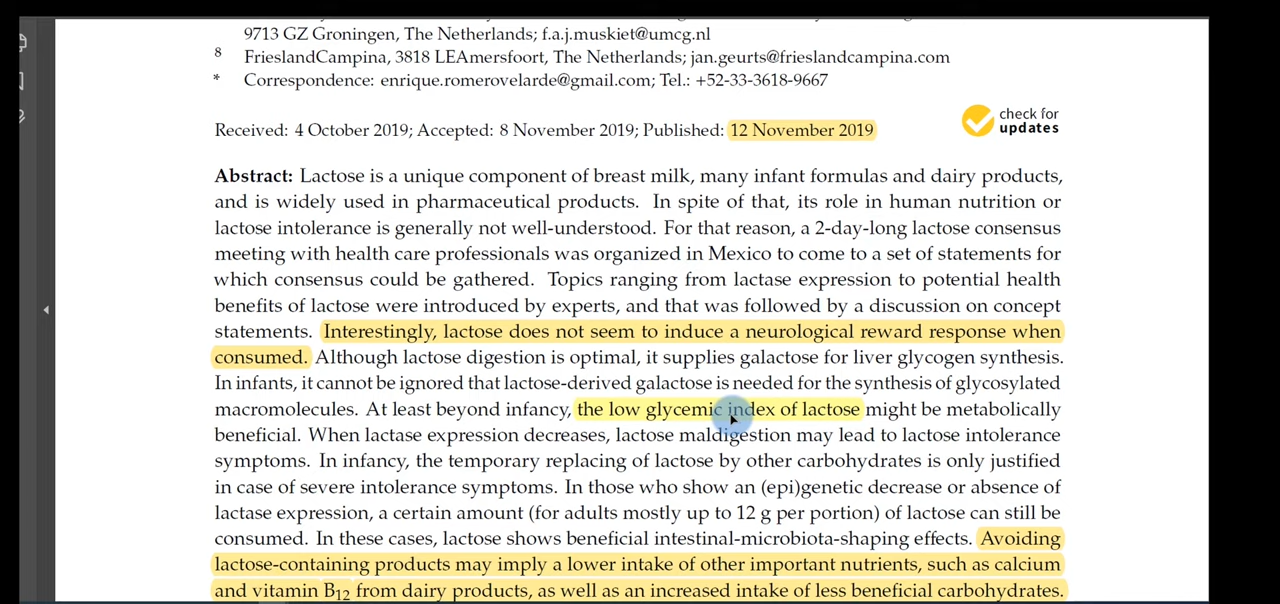 9713 GZ Groningen, The Netherlands; f.a.j.muskiet@umcg.nl
8 FrieslandCampina, 3818 LEAmersfoort, The Netherlands; jan.geurts@frieslandcampina.com
* Correspondence: enrique.romerovelarde@gmail.com; Tel.: +52-33-3618-9667
Received: 4 October 2019; Accepted: 8 November 2019; Published: 12 November 2019
check for
updates
Abstract: Lactose is a unique component of breast milk, many infant formulas and dairy products,
and is widely used in pharmaceutical products. In spite of that, its role in human nutrition or
lactose intolerance is generally not well-understood. For that reason, a 2-day-long lactose consensus
meeting with health care professionals was organized in Mexico to come to a set of statements for
which consensus could be gathered. Topics ranging from lactase expression to potential health
benefits of lactose were introduced by experts, and that was followed by a discussion on concept
statements. Interestingly, lactose does not seem to induce a neurological reward response when
consumed. Although lactose digestion is optimal, it supplies galactose for liver glycogen synthesis.
In infants, it cannot be ignored that lactose-derived galactose is needed for the synthesis of glycosylated
macromolecules. At least beyond infancy, the low glycemic index of lactose might be metabolically
beneficial. When lactase expression decreases, lactose maldigestion may lead to lactose intolerance
symptoms. In infancy, the temporary replacing of lactose by other carbohydrates is only justified
in case of severe intolerance symptoms. In those who show an (epi)genetic decrease or absence of
lactase expression, a certain amount (for adults mostly up to 12 g per portion) of lactose can still be
consumed. In these cases, lactose shows beneficial intestinal-microbiota-shaping effects. Avoiding
lactose-containing products may imply a lower intake of other important nutrients, such as calcium
and vitamin B12 from dairy products, as well as an increased intake of less beneficial carbohydrates.